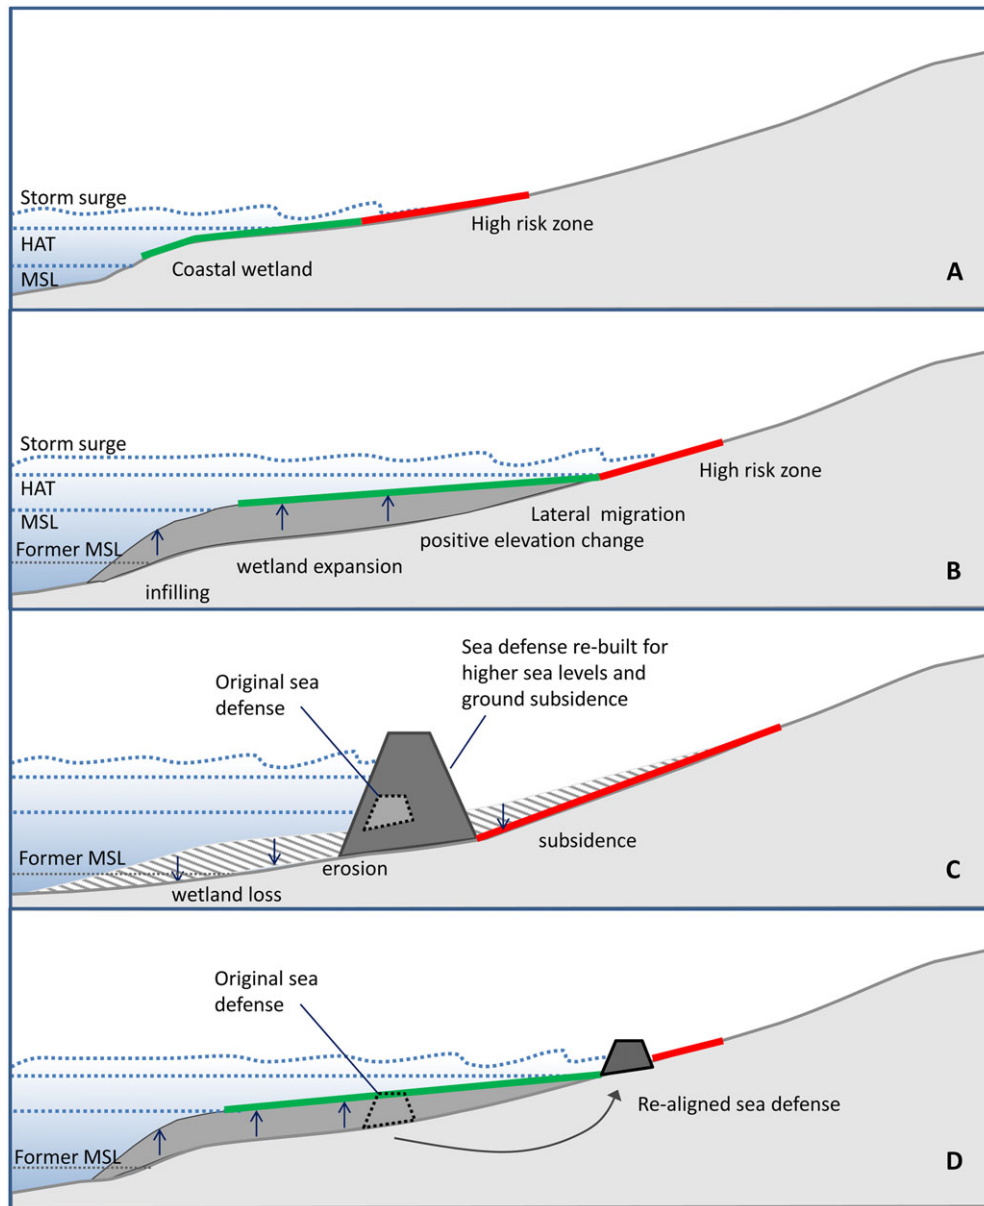 Storm surge
HAT
MSL
Coastal wetland
High risk zone
A
Storm surge
HAT
MSL
Former MSL
infilling
wetland expansion
Lateral migration
positive elevation change
High risk zone
B
Original sea
defense
Sea defense re-built for
higher sea levels and
ground subsidence
Former MSL
wetland loss
erosion
subsidence
C
Original sea
defense
Former MSL
Re-aligned sea defense
D